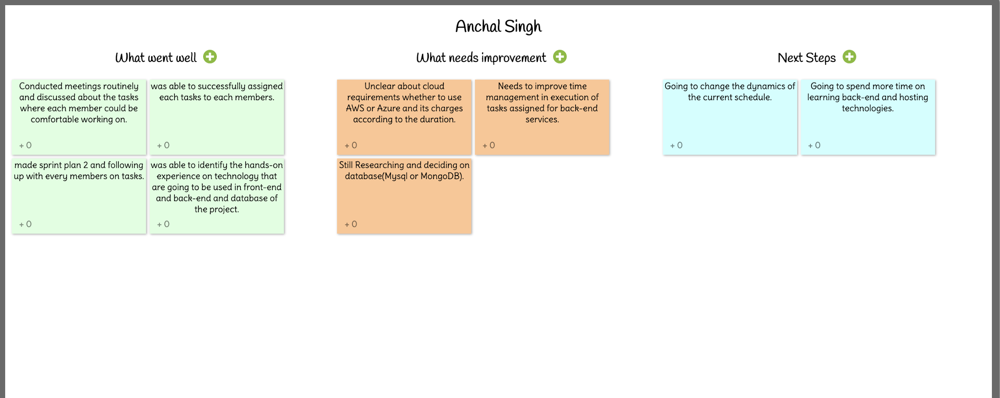 Anchal Singh
What went well
Conducted meetings routinely
and discussed about the tasks
where each member could be
comfortable working on.
+ 0
was able to successfully assigned
each tasks to each members.
+ 0
made sprint plan 2 and following
up with every members on tasks.
+ 0
was able to identify the hands-on
experience on technology that
are going to be used in front-end
and back-end and database of
the project.
+ 0
What needs improvement
Unclear about cloud
requirements whether to use
AWS or Azure and its charges
according to the duration.
+ 0
Needs to improve time
management in execution of
tasks assigned for back-end
services.
+ 0
Still Researching and deciding on
database(Mysql or MongoDB).
+ 0
Next Steps
Going to change the dynamics of
the current schedule.
+ 0
Going to spend more time on
learning back-end and hosting
technologies.
+ 0